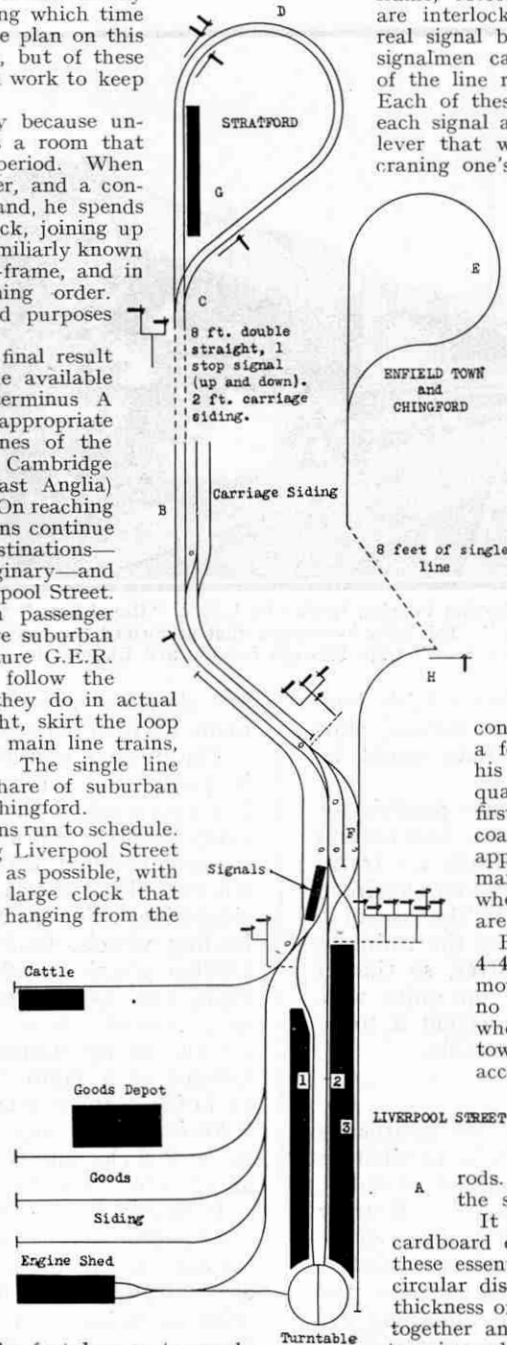 ng which time
e plan on this
, but of these
work to keep
y because un-
s a room that
period. When
er, and a con-
and, he spends
ck, joining up
miliarly known
-frame, and in
ning order.
d purposes
final result
e available
erminus A
appropriate
nes of the
Cambridge
ast Anglia)
On reaching
ns continue
stinations—
ginary—and
pool Street.
passenger
re suburban
ure G.E.R.
follow the
they do in actual
ht, skirt the loop
main line trains,
The single line
hare of suburban
hingford.
ns run to schedule.
g Liverpool Street
as possible, with
large clock that
hanging from the
are interlock
real signal b
signalmen ca
of the line r
Each of thes
each signal a
lever that w
craning one's
D
STRATFORD
G
C
8 ft. double
straight, 1
stop signal
(up and down).
2 ft. carriage
siding.
E
ENFIELD TOWN
and
CHINGFORD
B
Carriage Siding
8 feet of single
line
H
F
Signals
Cattle
Goods Depot
Goods
Siding
Engine Shed
1
2
3
LIVERPOOL STREET
A
Turntable
con
a fe
his
qua
first
coa
app
mai
whe
are
E
4-4
mov
no
wha
tow
acc
rods.
the s
It
cardboard e
these essen
circular dis
thickness o
together an